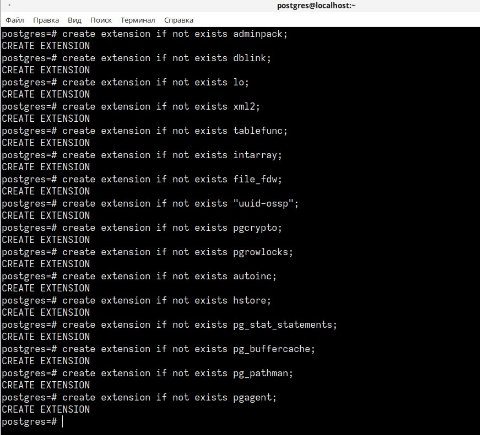 postgres@localhost:~
Файл Правка Вид Поиск Терминал Справка
postgres=# create extension if not exists adminpack;
CREATE EXTENSION
postgres=# create extension if not exists dblink;
CREATE EXTENSION
postgres=# create extension if not exists lo;
CREATE EXTENSION
postgres=# create extension if not exists xml2;
CREATE EXTENSION
postgres=# create extension if not exists tablefunc;
CREATE EXTENSION
postgres=# create extension if not exists intarray;
CREATE EXTENSION
postgres=# create extension if not exists file_fdw;
CREATE EXTENSION
postgres=# create extension if not exists "uuid-ossp";
CREATE EXTENSION
postgres=# create extension if not exists pgcrypto;
CREATE EXTENSION
postgres=# create extension if not exists pgrowlocks;
CREATE EXTENSION
postgres=# create extension if not exists autoinc;
CREATE EXTENSION
postgres=# create extension if not exists hstore;
CREATE EXTENSION
postgres=# create extension if not exists pg_stat_statements;
CREATE EXTENSION
postgres=# create extension if not exists pg_buffercache;
CREATE EXTENSION
postgres=# create extension if not exists pg_pathman;
CREATE EXTENSION
postgres=# create extension if not exists pgagent;
CREATE EXTENSION
postgres=#